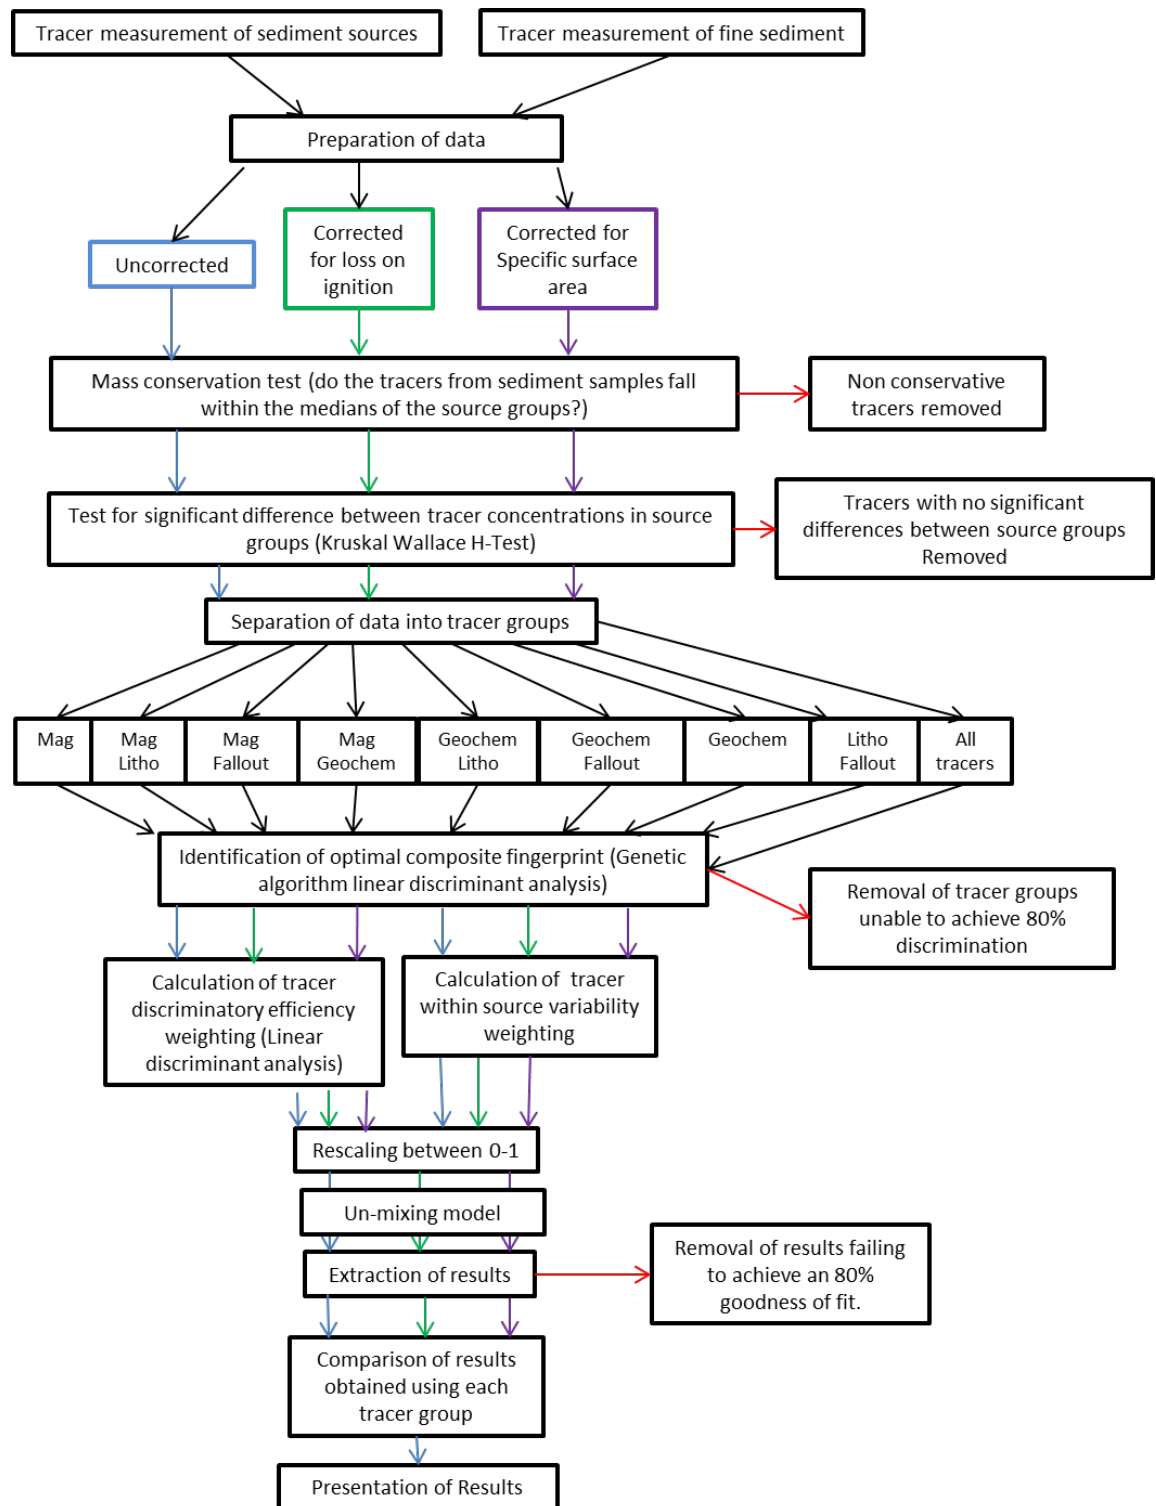 Tracer measurement of sediment sources
Tracer measurement of fine sediment
Preparation of data
Uncorrected
Corrected
for loss on
ignition
Corrected for
Specific surface
area
Mass conservation test (do the tracers from sediment samples fall
within the medians of the source groups?)
Non conservative
tracers removed
Test for significant difference between tracer concentrations in source
groups (Kruskal Wallace H-Test)
Tracers with no significant
differences between source groups
Removed
Separation of data into tracer groups
Mag
Mag
Litho
Mag
Fallout
Mag
Geochem
Geochem
Litho
Geochem
Fallout
Geochem
Litho
Fallout
All
tracers
Identification of optimal composite fingerprint (Genetic
algorithm linear discriminant analysis)
Removal of tracer groups
unable to achieve 80%
discrimination
Calculation of tracer
discriminatory efficiency
weighting (Linear
discriminant analysis)
Calculation of tracer
within source variability
weighting
Rescaling between 0-1
Un-mixing model
Extraction of results
Removal of results failing
to achieve an 80%
goodness of fit.
Comparison of results
obtained using each
tracer group
Presentation of Results